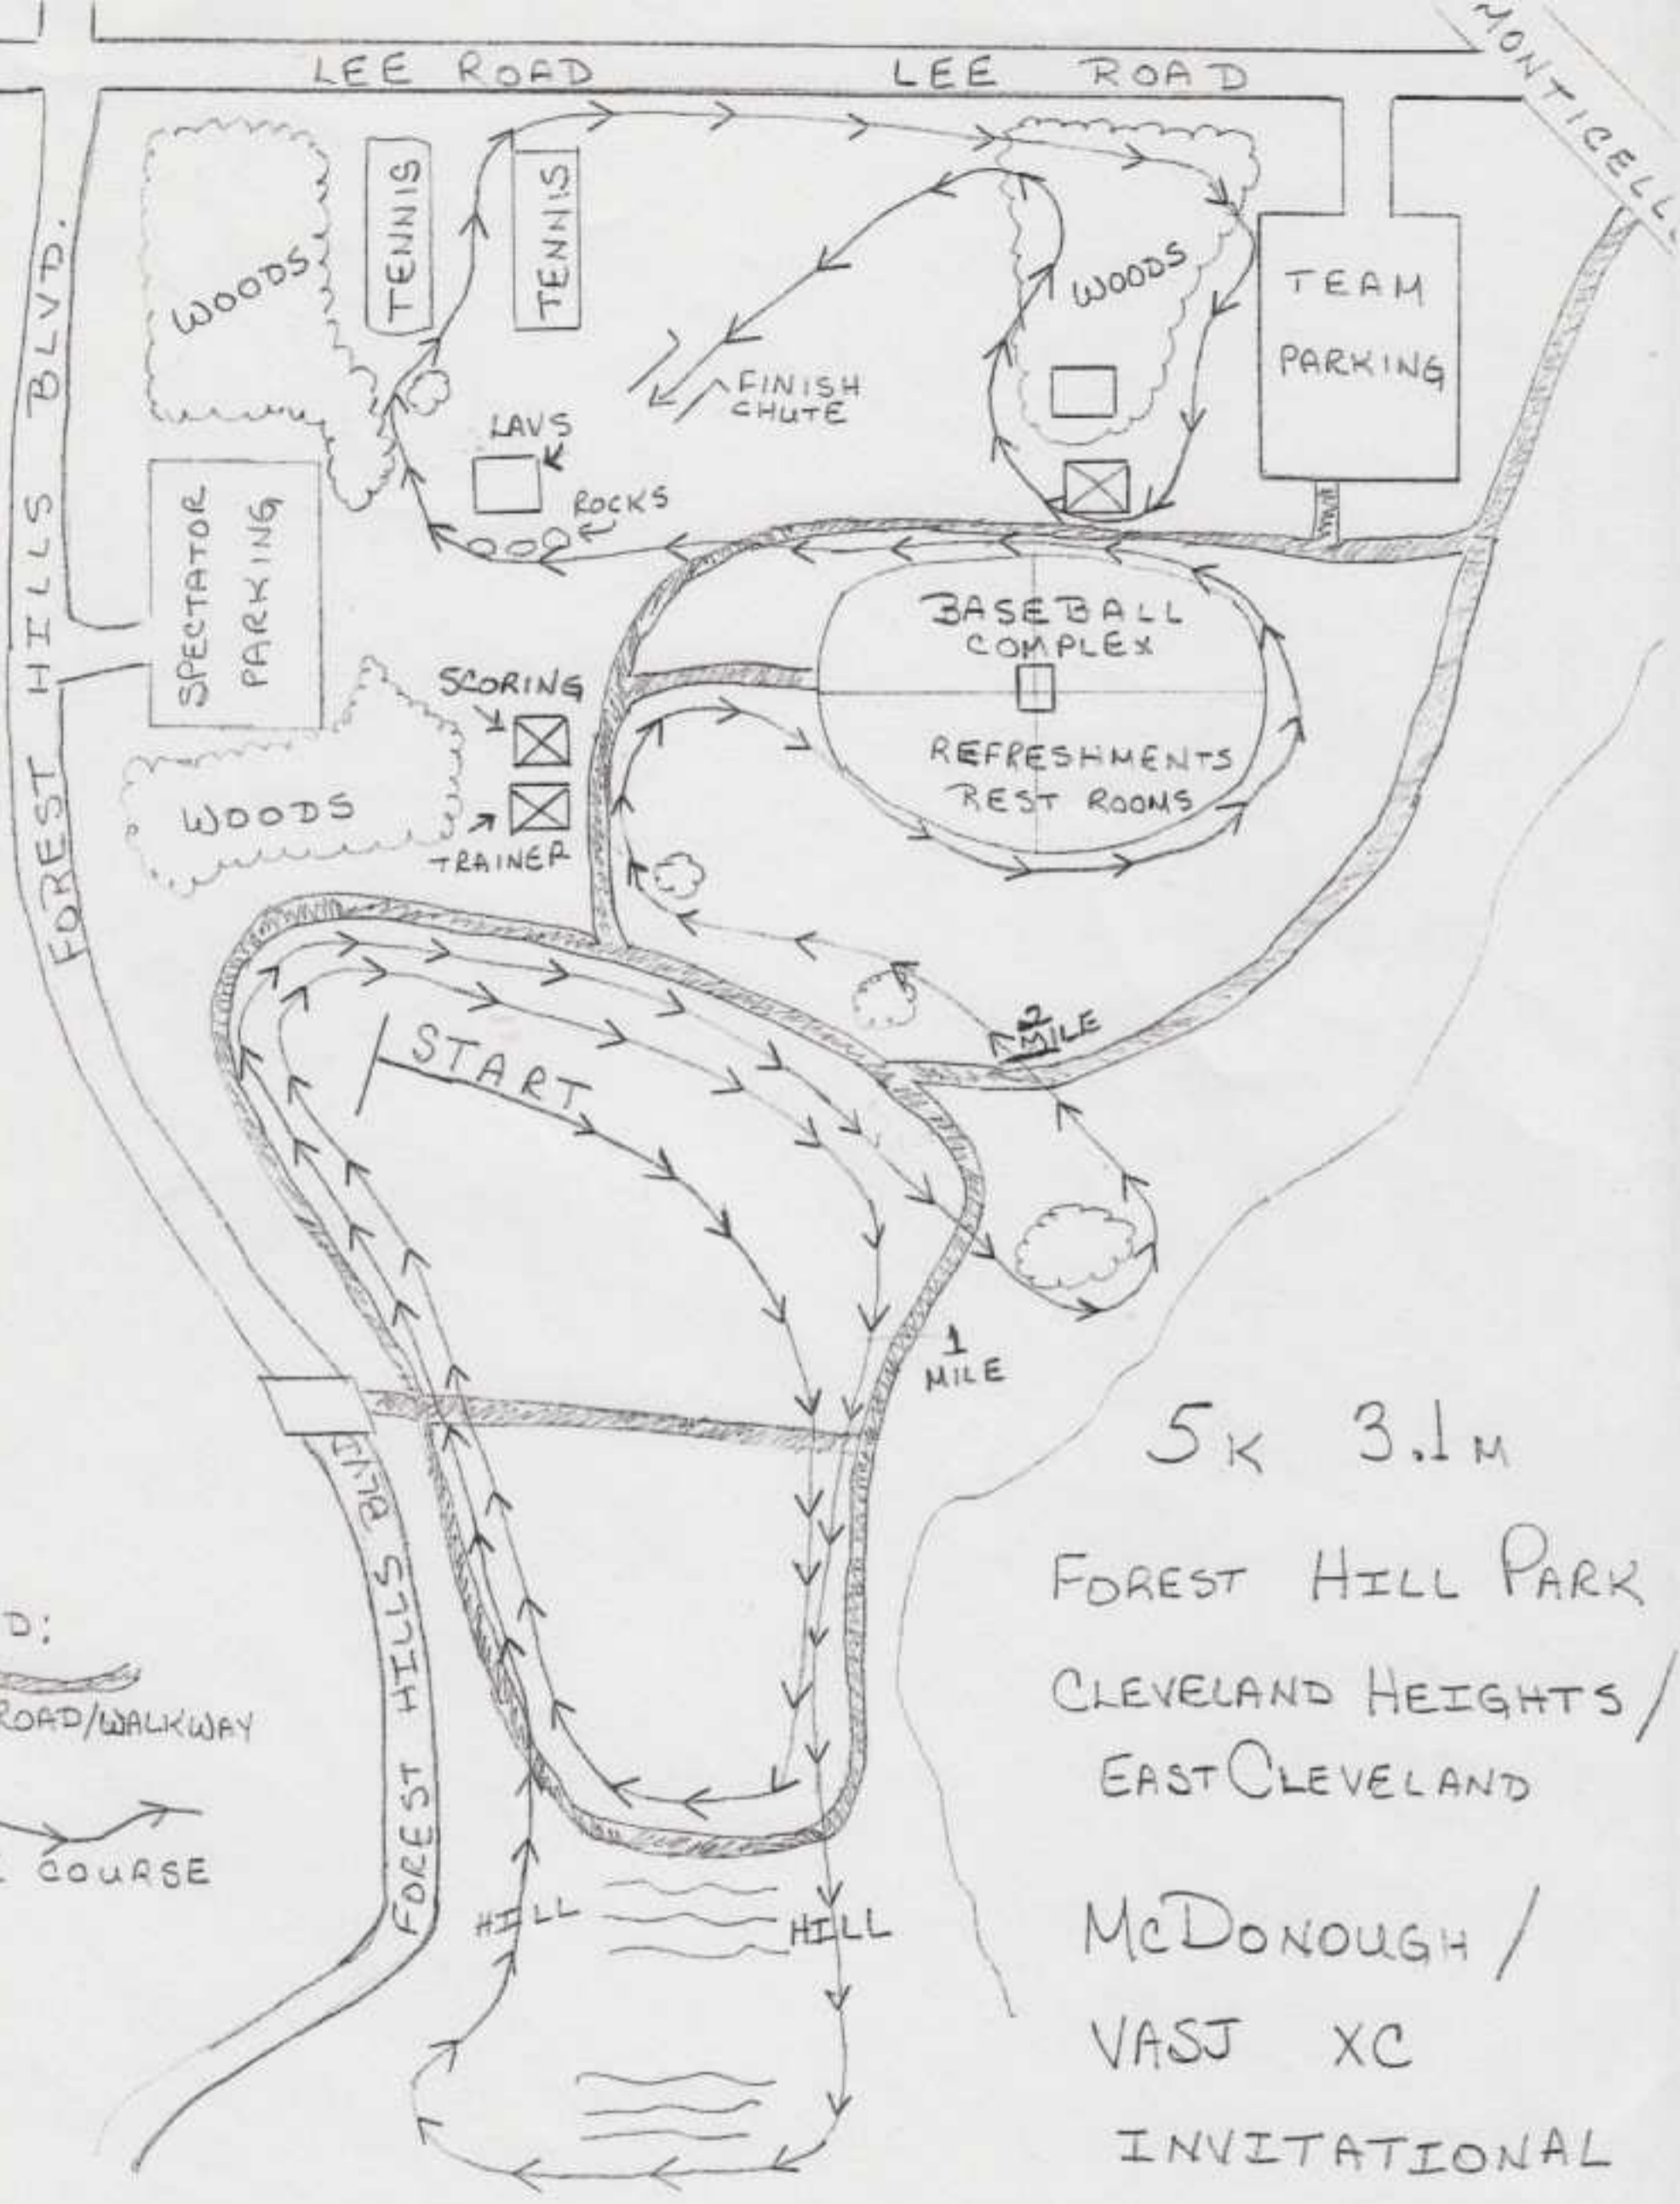 LEE ROAD
LEE ROAD
MONTICELL
WOODS
TENNIS
TENNIS
WOODS
TEAM
PARKING
FINISH
CHUTE
LAVS
ROCKS
FOREST HILLS BLVD.
SPECTATOR
PARKING
BASEBALL
COMPLEX
SCORING
REFRESHMENTS
REST ROOMS
WOODS
TRAINER
START
2
MILE
1
MILE
5K 3.1M
FOREST HILL PARK
CLEVELAND HEIGHTS/
EAST CLEVELAND
FOREST HILLS BLVD
D:
ROAD/WALKWAY
COURSE
HILL
HILL
McDONOUGH/
VASJ XC
INVITATIONAL